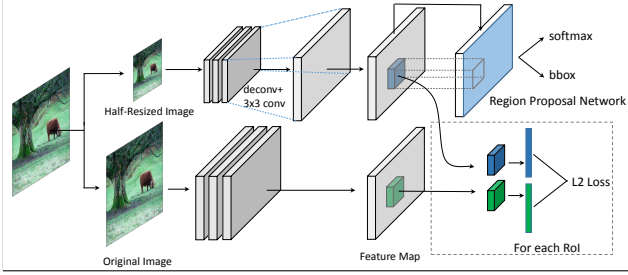 softmax
bbox
Region Proposal Network
deconv+
3x3 conv
Half-Resized Image
L2 Loss
For each RoI
Original Image
Feature Map